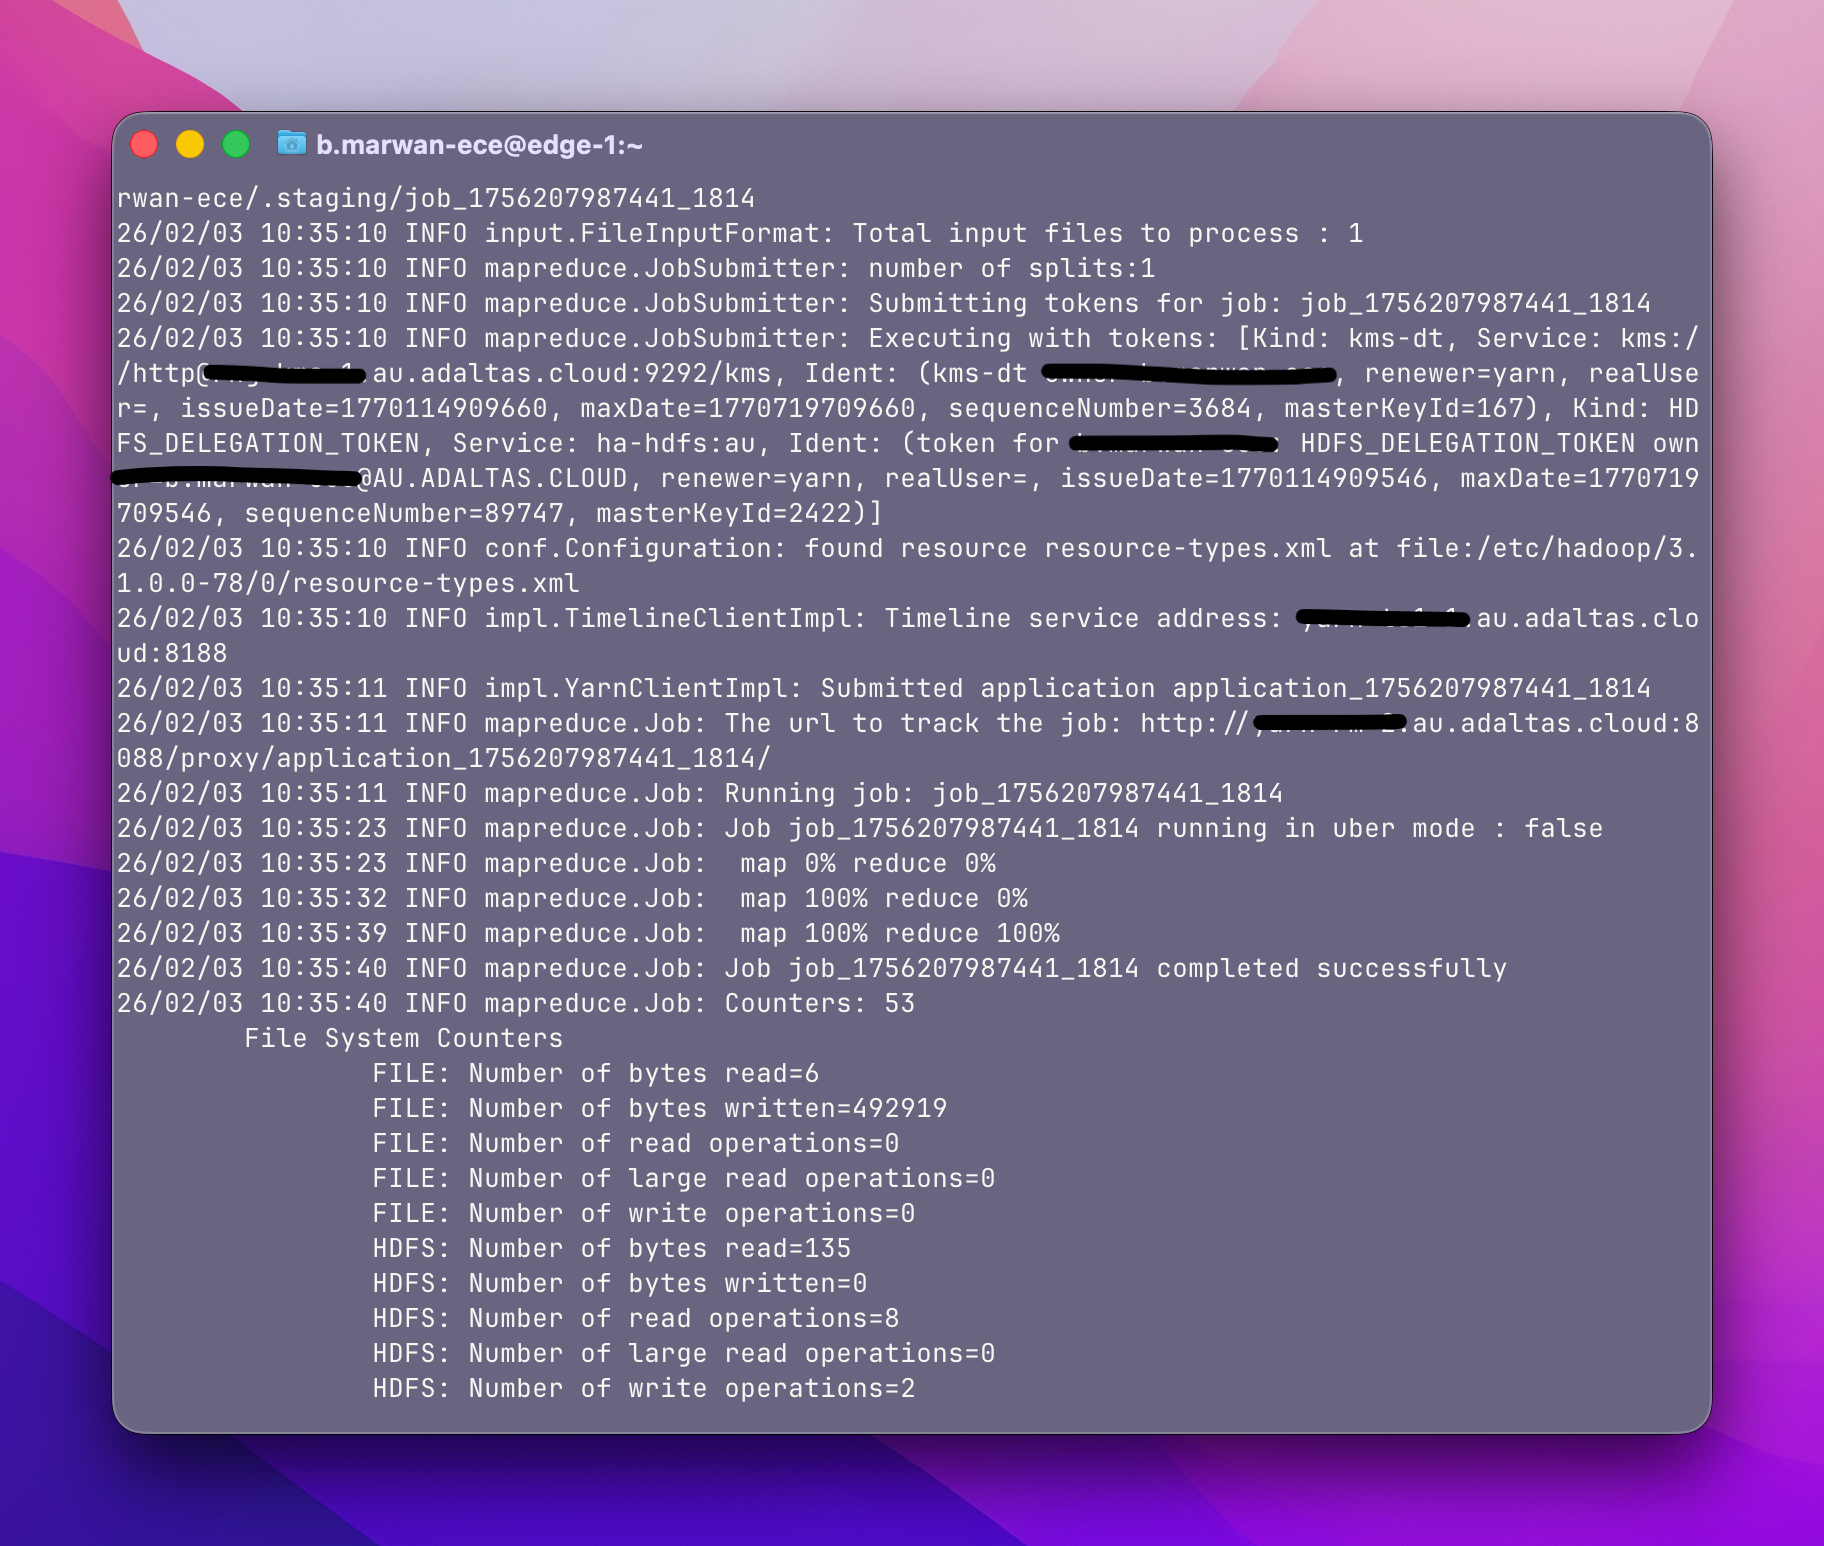 b.marwan-ece@edge-1:~
rwan-ece/.staging/job_1756207987441_1814
26/02/03 10:35:10 INFO input.FileInputFormat: Total input files to process : 1
26/02/03 10:35:10 INFO mapreduce.JobSubmitter: number of splits:1
26/02/03 10:35:10 INFO mapreduce.JobSubmitter: Submitting tokens for job: job_1756207987441_1814
26/02/03 10:35:10 INFO mapreduce.JobSubmitter: Executing with tokens: [Kind: kms-dt, Service: kms:/
/http@ .au.adaltas.cloud:9292/kms, Ident: (kms-dt , renewer=yarn, realUse
r=, issueDate=1770114909660, maxDate=1770719709660, sequenceNumber=3684, masterKeyId=167), Kind: HD
FS_DELEGATION_TOKEN, Service: ha-hdfs:au, Ident: (token for : HDFS_DELEGATION_TOKEN own
@AU.ADALTAS.CLOUD, renewer=yarn, realUser=, issueDate=1770114909546, maxDate=1770719
709546, sequenceNumber=89747, masterKeyId=2422)]
26/02/03 10:35:10 INFO conf.Configuration: found resource resource-types.xml at file:/etc/hadoop/3.
1.0.0-78/0/resource-types.xml
26/02/03 10:35:10 INFO impl.TimelineClientImpl: Timeline service address: .au.adaltas.clo
ud:8188
26/02/03 10:35:11 INFO impl.YarnClientImpl: Submitted application application_1756207987441_1814
26/02/03 10:35:11 INFO mapreduce.Job: The url to track the job: http:// .au.adaltas.cloud:8
088/proxy/application_1756207987441_1814/
26/02/03 10:35:11 INFO mapreduce.Job: Running job: job_1756207987441_1814
26/02/03 10:35:23 INFO mapreduce.Job: Job job_1756207987441_1814 running in uber mode : false
26/02/03 10:35:23 INFO mapreduce.Job:  map 0% reduce 0%
26/02/03 10:35:32 INFO mapreduce.Job:  map 100% reduce 0%
26/02/03 10:35:39 INFO mapreduce.Job:  map 100% reduce 100%
26/02/03 10:35:40 INFO mapreduce.Job: Job job_1756207987441_1814 completed successfully
26/02/03 10:35:40 INFO mapreduce.Job: Counters: 53
File System Counters
FILE: Number of bytes read=6
FILE: Number of bytes written=492919
FILE: Number of read operations=0
FILE: Number of large read operations=0
FILE: Number of write operations=0
HDFS: Number of bytes read=135
HDFS: Number of bytes written=0
HDFS: Number of read operations=8
HDFS: Number of large read operations=0
HDFS: Number of write operations=2